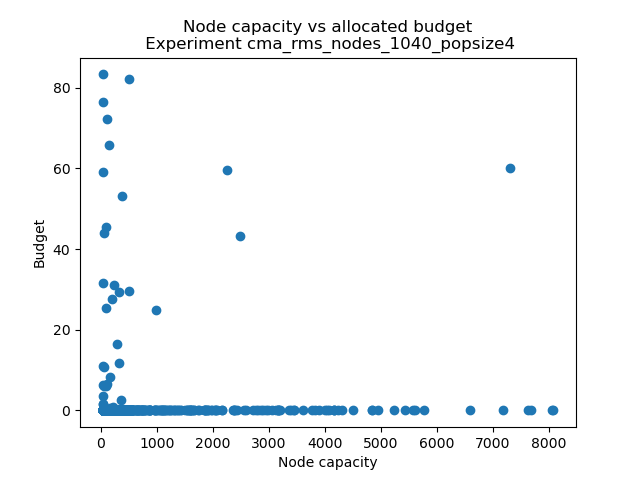 Node capacity vs allocated budget
Experiment cma_rms_nodes_1040_popsize4
80
60
40
20
0
Budget
0 1000 2000 3000 4000 5000 6000 7000 8000
Node capacity